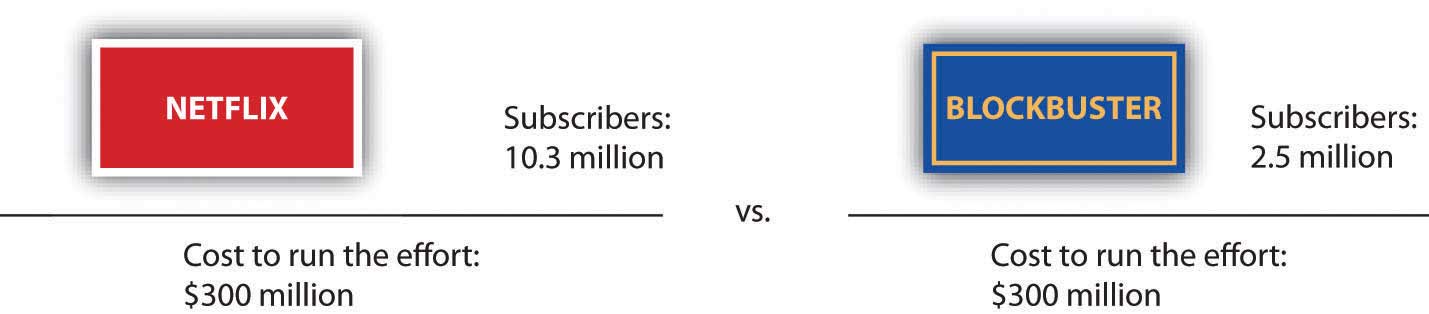 NETFLIX
Subscribers:
10.3 million
Cost to run the effort:
$300 million
vs.
BLOCKBUSTER
Subscribers:
2.5 million
Cost to run the effort:
$300 million